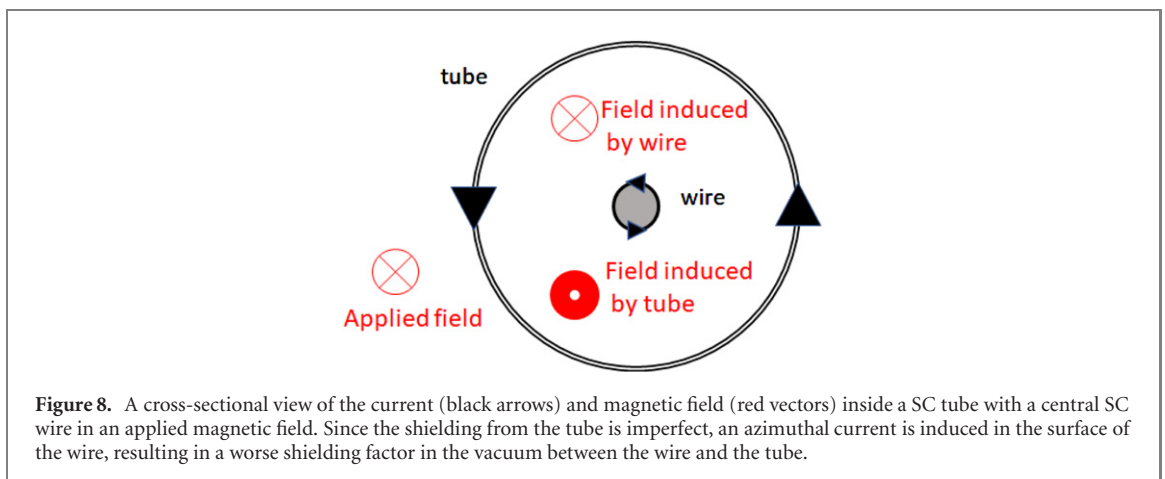 tube
Field induced
by wire
wire
Field induced
by tube
Applied field
Figure 8. A cross-sectional view of the current (black arrows) and magnetic field (red vectors) inside a SC tube with a central SC
wire in an applied magnetic field. Since the shielding from the tube is imperfect, an azimuthal current is induced in the surface of
the wire, resulting in a worse shielding factor in the vacuum between the wire and the tube.